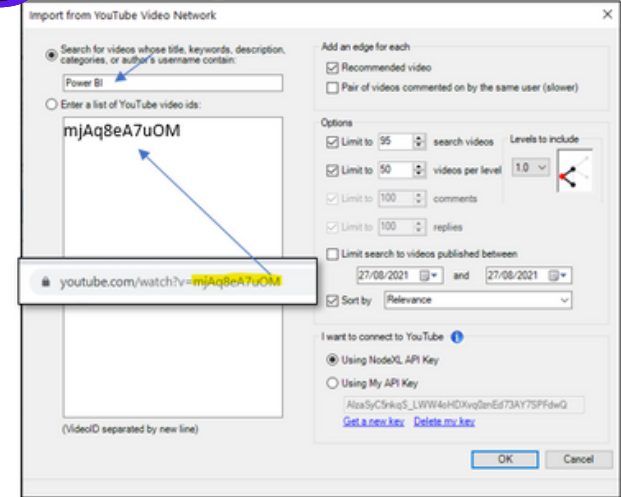 Import from YouTube Video Network
Search for videos whose title, keywords, description,
categories, or author's username contain:
Power BI
Enter a list of YouTube video ids:
mjAq8eA7uOM
youtube.com/watch?v=mjAq8eA7uOM
(VideoID separated by new line)
Add an edge for each
Recommended video
Pair of videos commented on by the same user (slower)
Options
Limit to 95 search videos
Levels to include
Limit to 50 videos per level
1.0
Limit to 100 comments
Limit to 100 replies
Limit search to videos published between
27/08/2021 and 27/08/2021
Sort by Relevance
I want to connect to YouTube
Using NodeXL API Key
Using My API Key
Get a new key Delete my key
OK Cancel